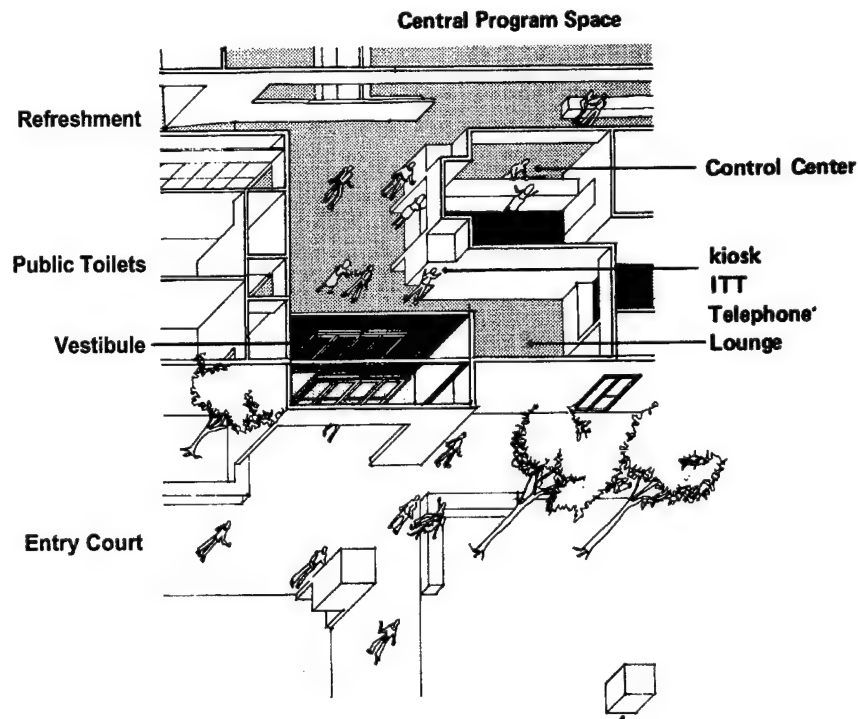 Central Program Space
Refreshment
Control Center
Public Toilets
kiosk
ITT
Telephone
Vestibule
Lounge
Entry Court